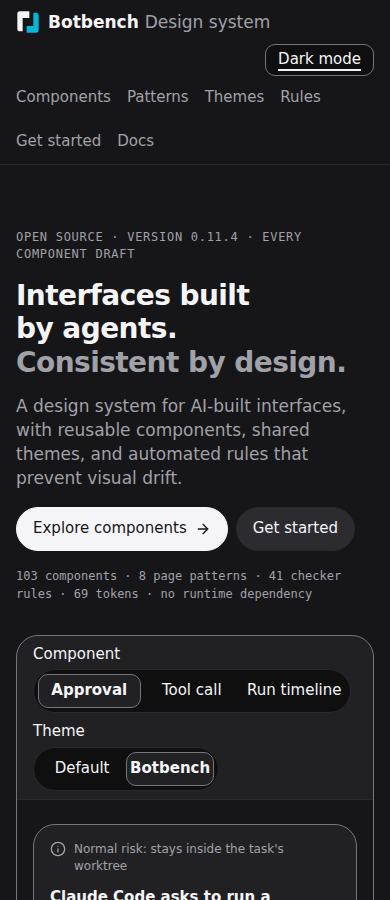 Botbench Design system
Dark mode
Components Patterns Themes Rules
Get started Docs
OPEN SOURCE · VERSION 0.11.4 · EVERY
COMPONENT DRAFT
Interfaces built
by agents.
Consistent by design.
A design system for AI-built interfaces,
with reusable components, shared
themes, and automated rules that
prevent visual drift.
Explore components → Get started
103 components · 8 page patterns · 41 checker
rules · 69 tokens · no runtime dependency
Component
Approval Tool call Run timeline
Theme
Default Botbench
Normal risk: stays inside the task's
worktree
Claude Code asks to run a